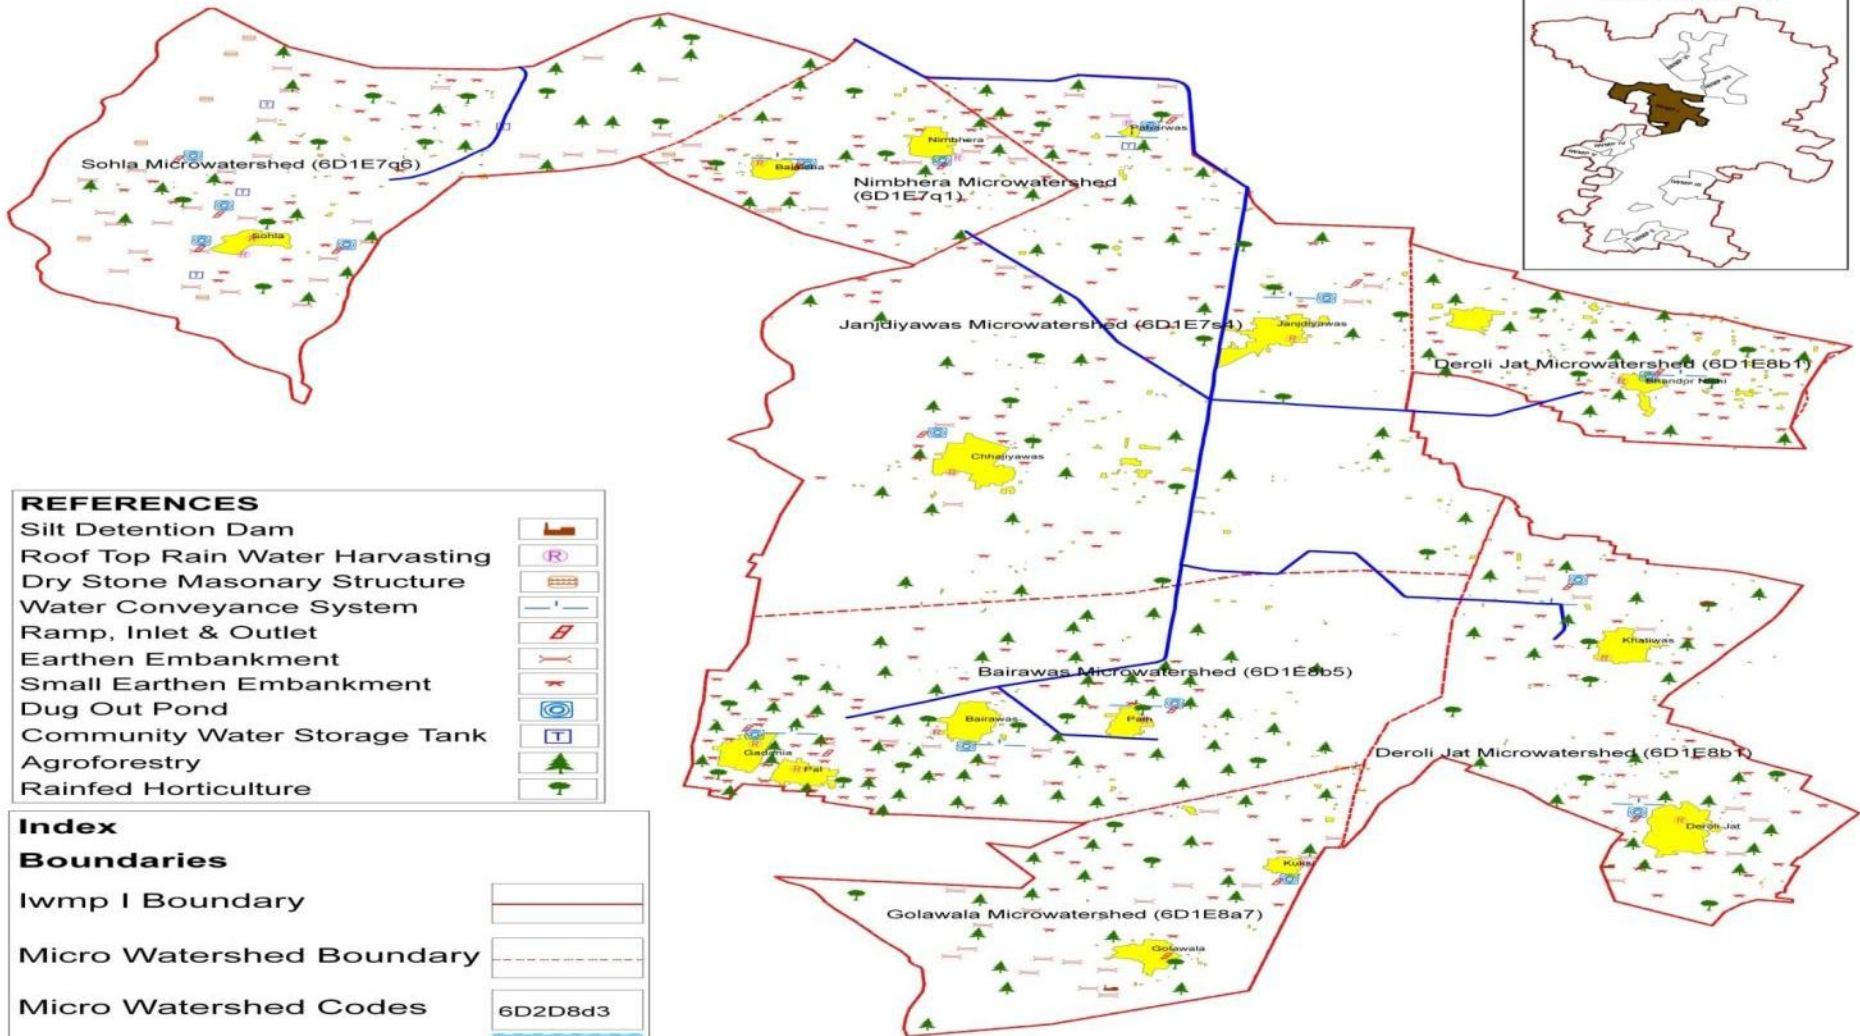 Sohla Microwatershed (6D1E7q6)
Sohla
Nimbhera
Nimbhera Microwatershed
(6D1E7q1)
Janjdiyawas Microwatershed (6D1E7s4)
Janjdiyawas
Deroli Jat Microwatershed (6D1E8b1)
Chhajiyawas
Khatiwas
Bairawas Microwatershed (6D1E8b5)
Bairawas
Palh
Gadania
Pal
Deroli Jat Microwatershed (6D1E8b1)
Deroli Jat
Golawala Microwatershed (6D1E8a7)
Golawala
REFERENCES
Silt Detention Dam
Roof Top Rain Water Harvasting
R
Dry Stone Masonary Structure
Water Conveyance System
Ramp, Inlet & Outlet
Earthen Embankment
Small Earthen Embankment
Dug Out Pond
Community Water Storage Tank
T
Agroforestry
Rainfed Horticulture
Index
Boundaries
Iwmp I Boundary
Micro Watershed Boundary
Micro Watershed Codes
6D2D8d3